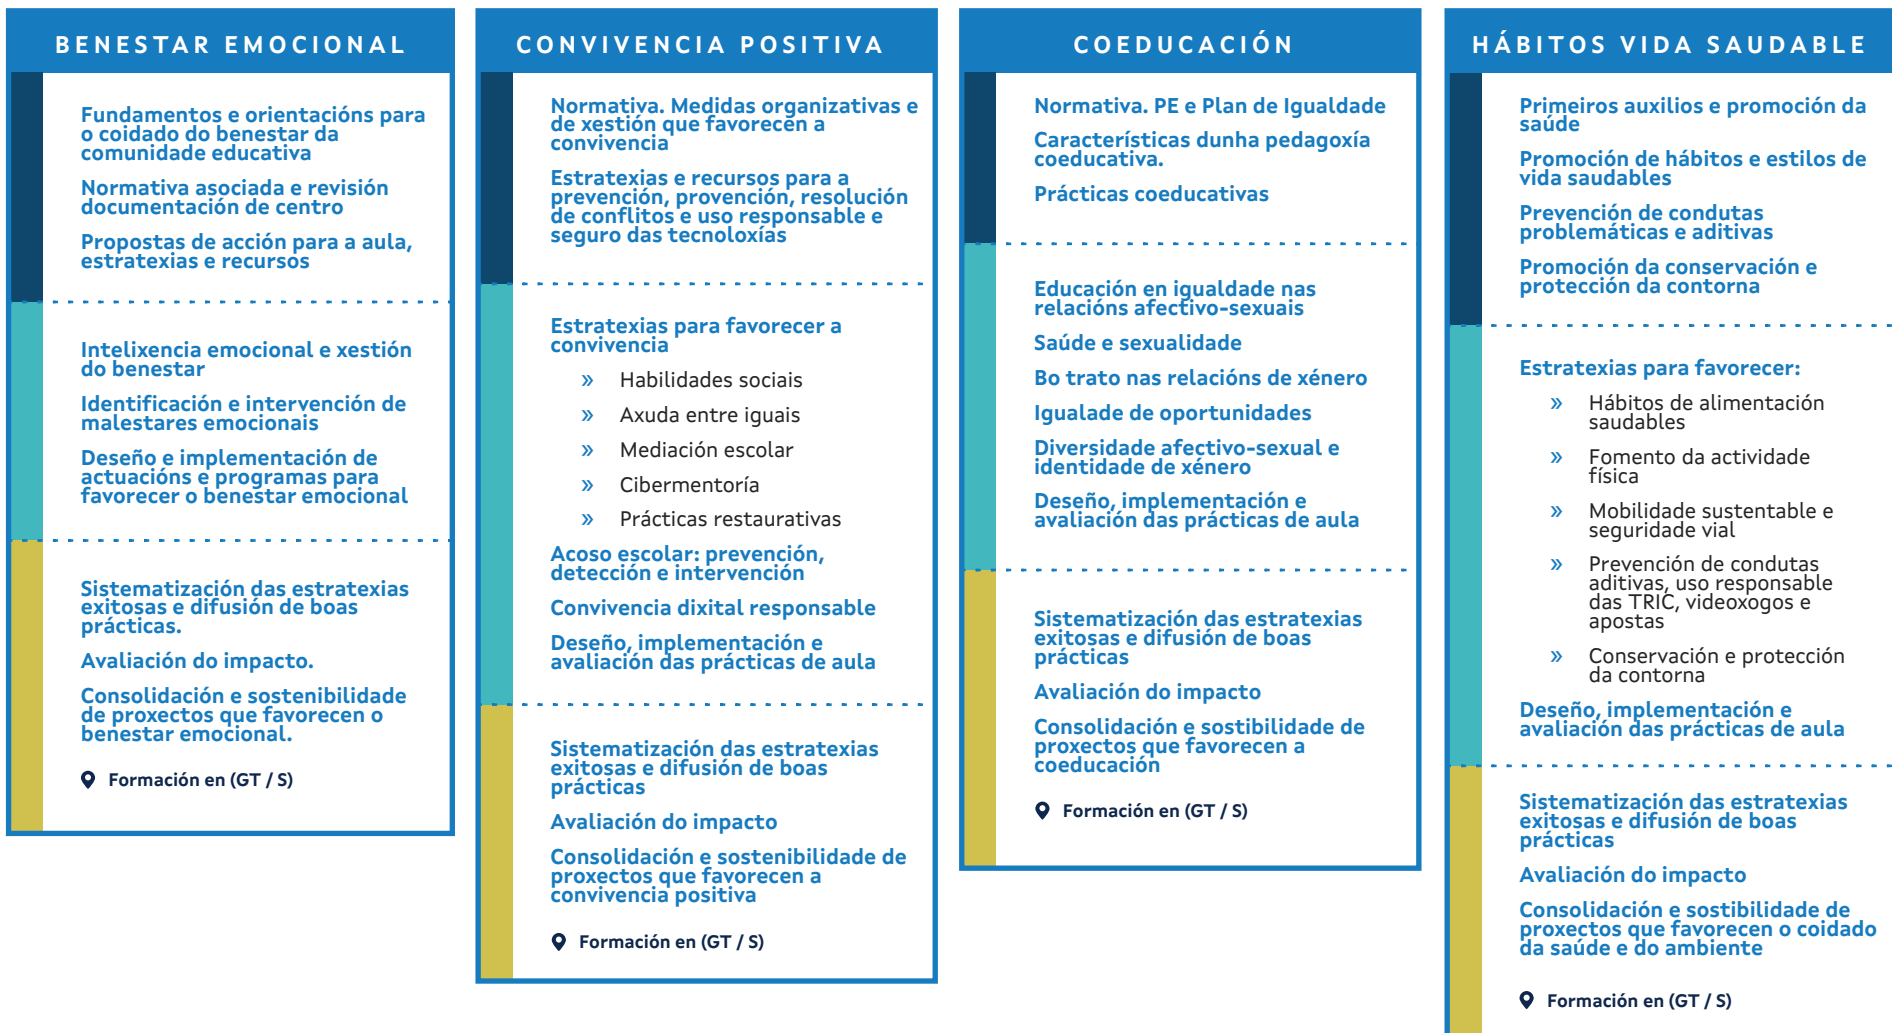 BENESTAR EMOCIONAL
Fundamentos e orientacións para
o coidado do benestar da
comunidade educativa
Normativa asociada e revisión
documentación de centro
Propostas de acción para a aula,
estratexias e recursos
Intelixencia emocional e xestión
do benestar
Identificación e intervención de
malestares emocionais
Deseño e implementación de
actuacións e programas para
favorecer o benestar emocional
Sistematización das estratexias
exitosas e difusión de boas
prácticas.
Avaliación do impacto.
Consolidación e sostenibilidade
de proxectos que favorecen o
benestar emocional.
Formación en (GT / S)
CONVIVENCIA POSITIVA
Normativa. Medidas organizativas e
de xestión que favorecen a
convivencia
Estratexias e recursos para a
prevención, provención, resolución
de conflitos e uso responsable e
seguro das tecnoloxías
Estratexias para favorecer a
convivencia
» Habilidades sociais
» Axuda entre iguais
» Mediación escolar
» Cibermentoría
» Prácticas restaurativas
Acoso escolar: prevención,
detección e intervención
Convivencia dixital responsable
Deseño, implementación e
avaliación das prácticas de aula
Sistematización das estratexias
exitosas e difusión de boas
prácticas
Avaliación do impacto
Consolidación e sostenibilidade de
proxectos que favorecen a
convivencia positiva
Formación en (GT / S)
COEDUCACIÓN
Normativa. PE e Plan de Igualdade
Características dunha pedagoxía
coeducativa.
Prácticas coeducativas
Educación en igualdade nas
relacións afectivo-sexuais
Saúde e sexualidade
Bo trato nas relacións de xénero
Igualade de oportunidades
Diversidade afectivo-sexual e
identidade de xénero
Deseño, implementación e
avaliación das prácticas de aula
Sistematización das estratexias
exitosas e difusión de boas
prácticas
Avaliación do impacto
Consolidación e sostibilidade de
proxectos que favorecen a
coeducación
Formación en (GT / S)
HÁBITOS VIDA SAUDABLE
Primeiros auxilios e promoción da
saúde
Promoción de hábitos e estilos de
vida saudables
Prevención de condutas
problemáticas e aditivas
Promoción da conservación e
protección da contorna
Estratexias para favorecer:
» Hábitos de alimentación
saudables
» Fomento da actividade
física
» Mobilidade sustentable e
seguridade vial
» Prevención de condutas
aditivas, uso responsable
das TRIC, videoxogos e
apostas
» Conservación e protección
da contorna
Deseño, implementación e
avaliación das prácticas de aula
Sistematización das estratexias
exitosas e difusión de boas
prácticas
Avaliación do impacto
Consolidación e sostibilidade de
proxectos que favorecen o coidado
da saúde e do ambiente
Formación en (GT / S)